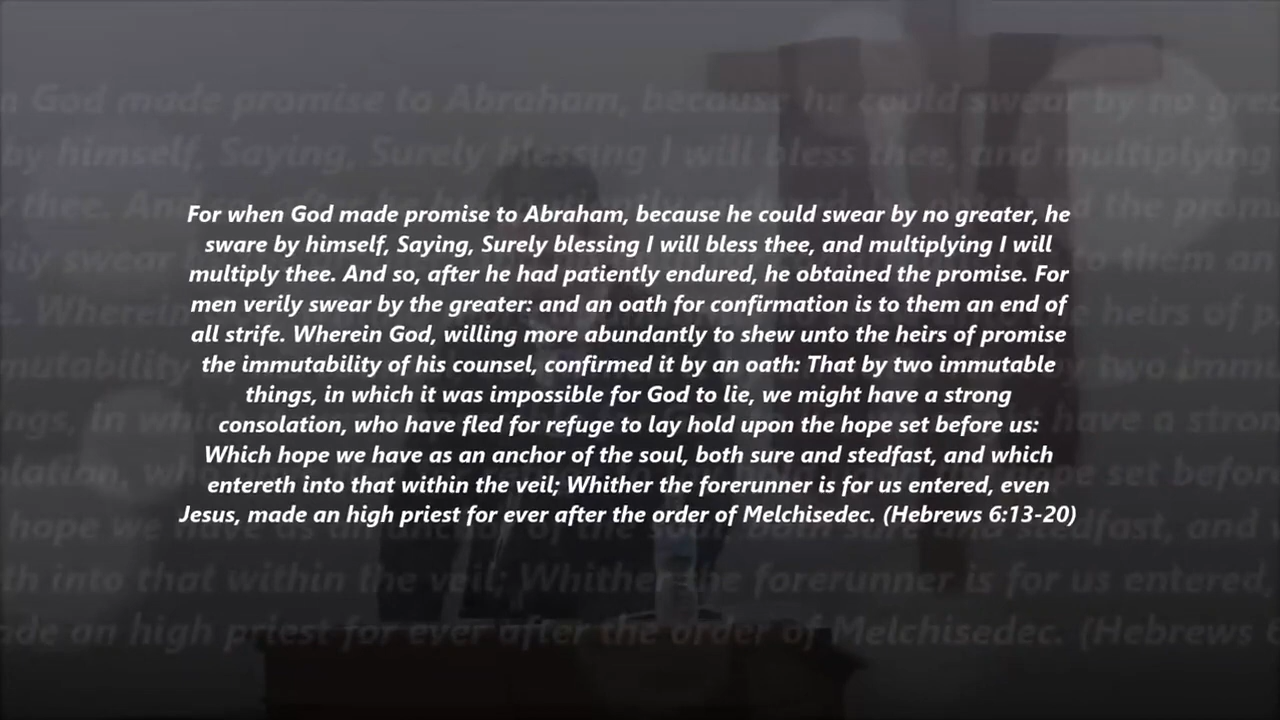 For when God made promise to Abraham, because he could swear by no greater, he
sware by himself, Saying, Surely blessing I will bless thee, and multiplying I will
multiply thee. And so, after he had patiently endured, he obtained the promise. For
men verily swear by the greater: and an oath for confirmation is to them an end of
all strife. Wherein God, willing more abundantly to shew unto the heirs of promise
the immutability of his counsel, confirmed it by an oath: That by two immutable
things, in which it was impossible for God to lie, we might have a strong
consolation, who have fled for refuge to lay hold upon the hope set before us:
Which hope we have as an anchor of the soul, both sure and stedfast, and which
entereth into that within the veil; Whither the forerunner is for us entered, even
Jesus, made an high priest for ever after the order of Melchisedec. (Hebrews 6:13-20)